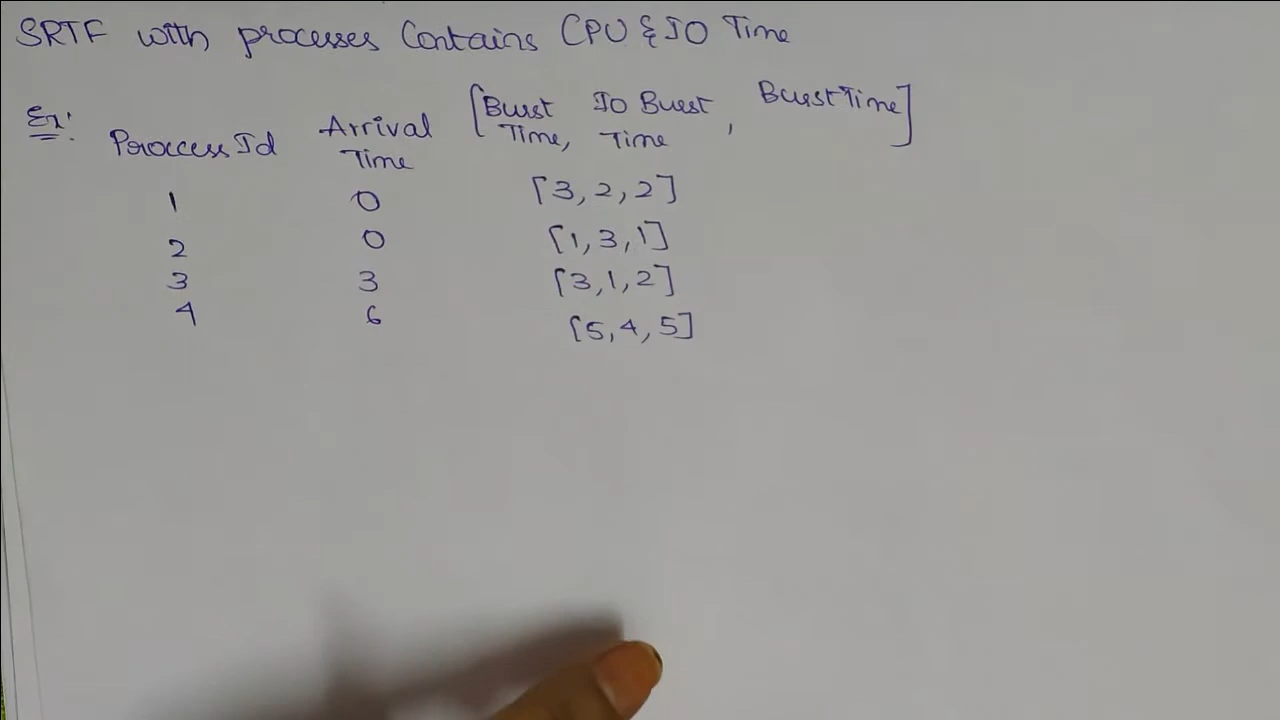 SRTF with processes Contains CPU & IO Time
Ex:
Proccess Id Arrival Time [Burst Time, IO Burst Time, Burst Time]
1 0 [3, 2, 2]
2 0 [1, 3, 1]
3 3 [3, 1, 2]
4 6 [5, 4, 5]